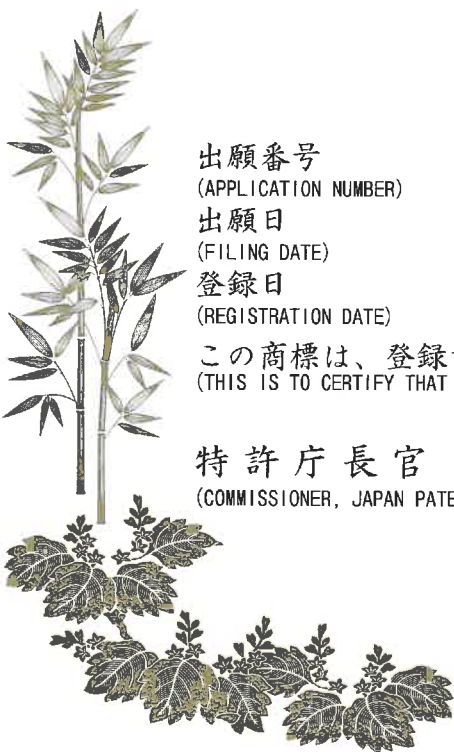 出願番号
(APPLICATION NUMBER)
出願日
(FILING DATE)
登録日
(REGISTRATION DATE)
この商標は、登録
(THIS IS TO CERTIFY THAT
特許庁長官
(COMMISSIONER, JAPAN PATE